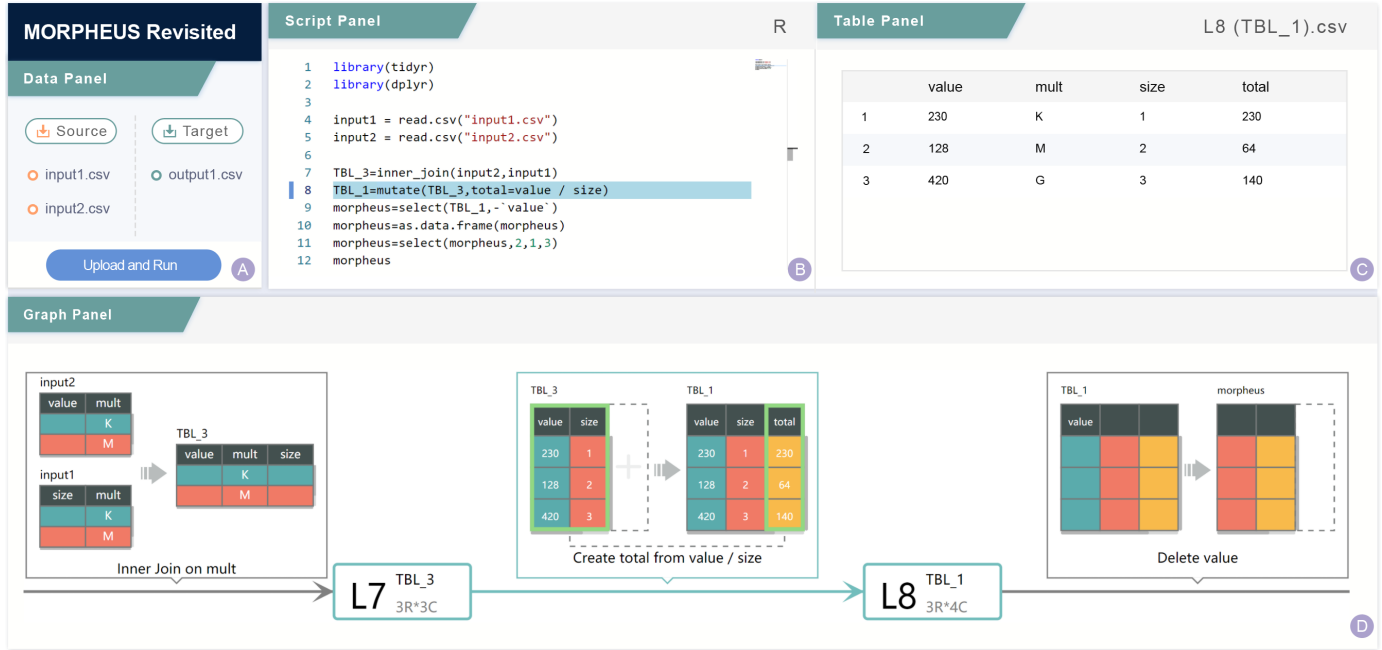 MORPHEUS Revisited
Data Panel
Source
Target
input1.csv
output1.csv
input2.csv
Upload and Run
A
Script Panel
R
1 library(tidyr)
2 library(dplyr)
3
4 input1 = read.csv("input1.csv")
5 input2 = read.csv("input2.csv")
6
7 TBL_3=inner_join(input2,input1)
8 TBL_1=mutate(TBL_3,total=value / size)
9 morpheus=select(TBL_1,-`value`)
10 morpheus=as.data.frame(morpheus)
11 morpheus=select(morpheus,2,1,3)
12 morpheus
B
Table Panel
L8 (TBL_1).csv
value mult size total
1 230 K 1 230
2 128 M 2 64
3 420 G 3 140
C
Graph Panel
input2
value mult
K
M
input1
size mult
K
M
TBL_3
value mult size
K
M
Inner Join on mult
L7
TBL_3
3R*3C
TBL_3
value size
230 1
128 2
420 3
TBL_1
value size total
230 1 230
128 2 64
420 3 140
Create total from value / size
L8
TBL_1
3R*4C
TBL_1
value
morpheus
Delete value
D